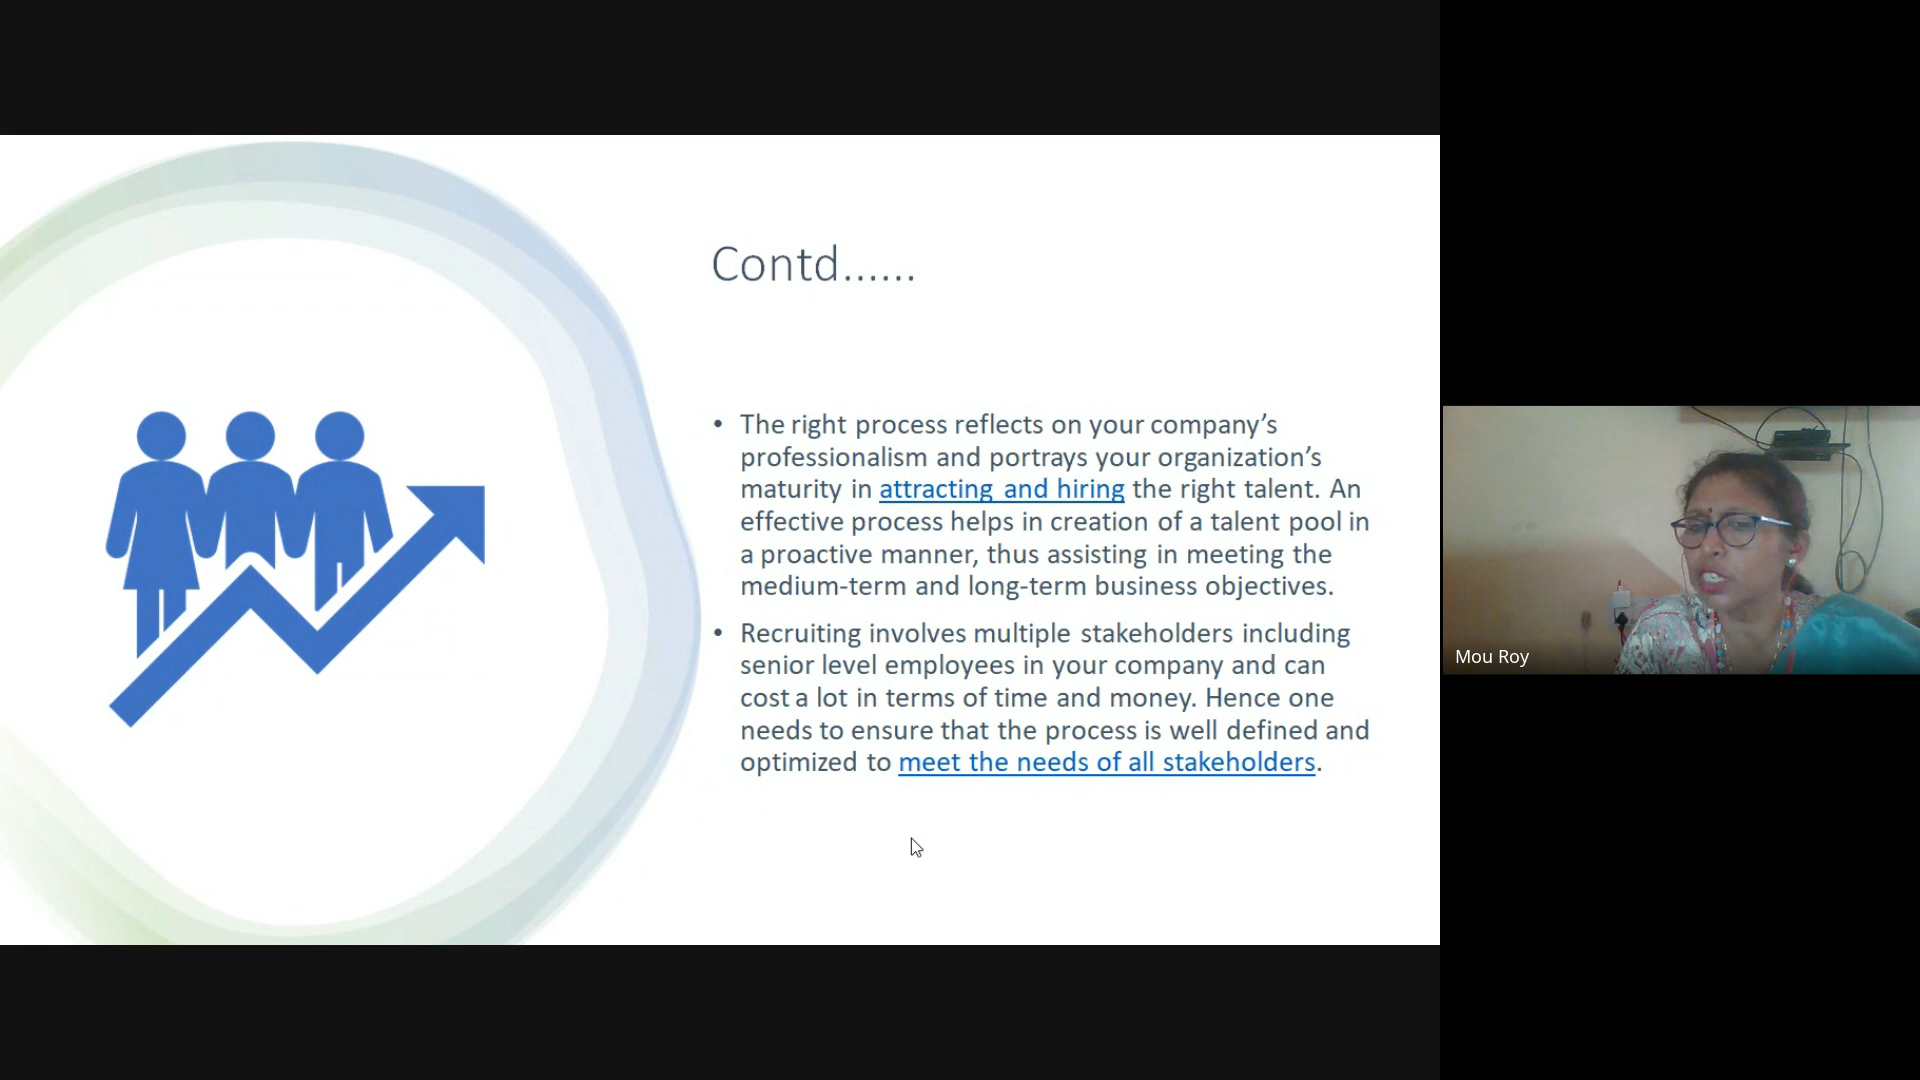 Contd......
• The right process reflects on your company’s
professionalism and portrays your organization’s
maturity in attracting and hiring the right talent. An
effective process helps in creation of a talent pool in
a proactive manner, thus assisting in meeting the
medium-term and long-term business objectives.
• Recruiting involves multiple stakeholders including
senior level employees in your company and can
cost a lot in terms of time and money. Hence one
needs to ensure that the process is well defined and
optimized to meet the needs of all stakeholders.
Mou Roy